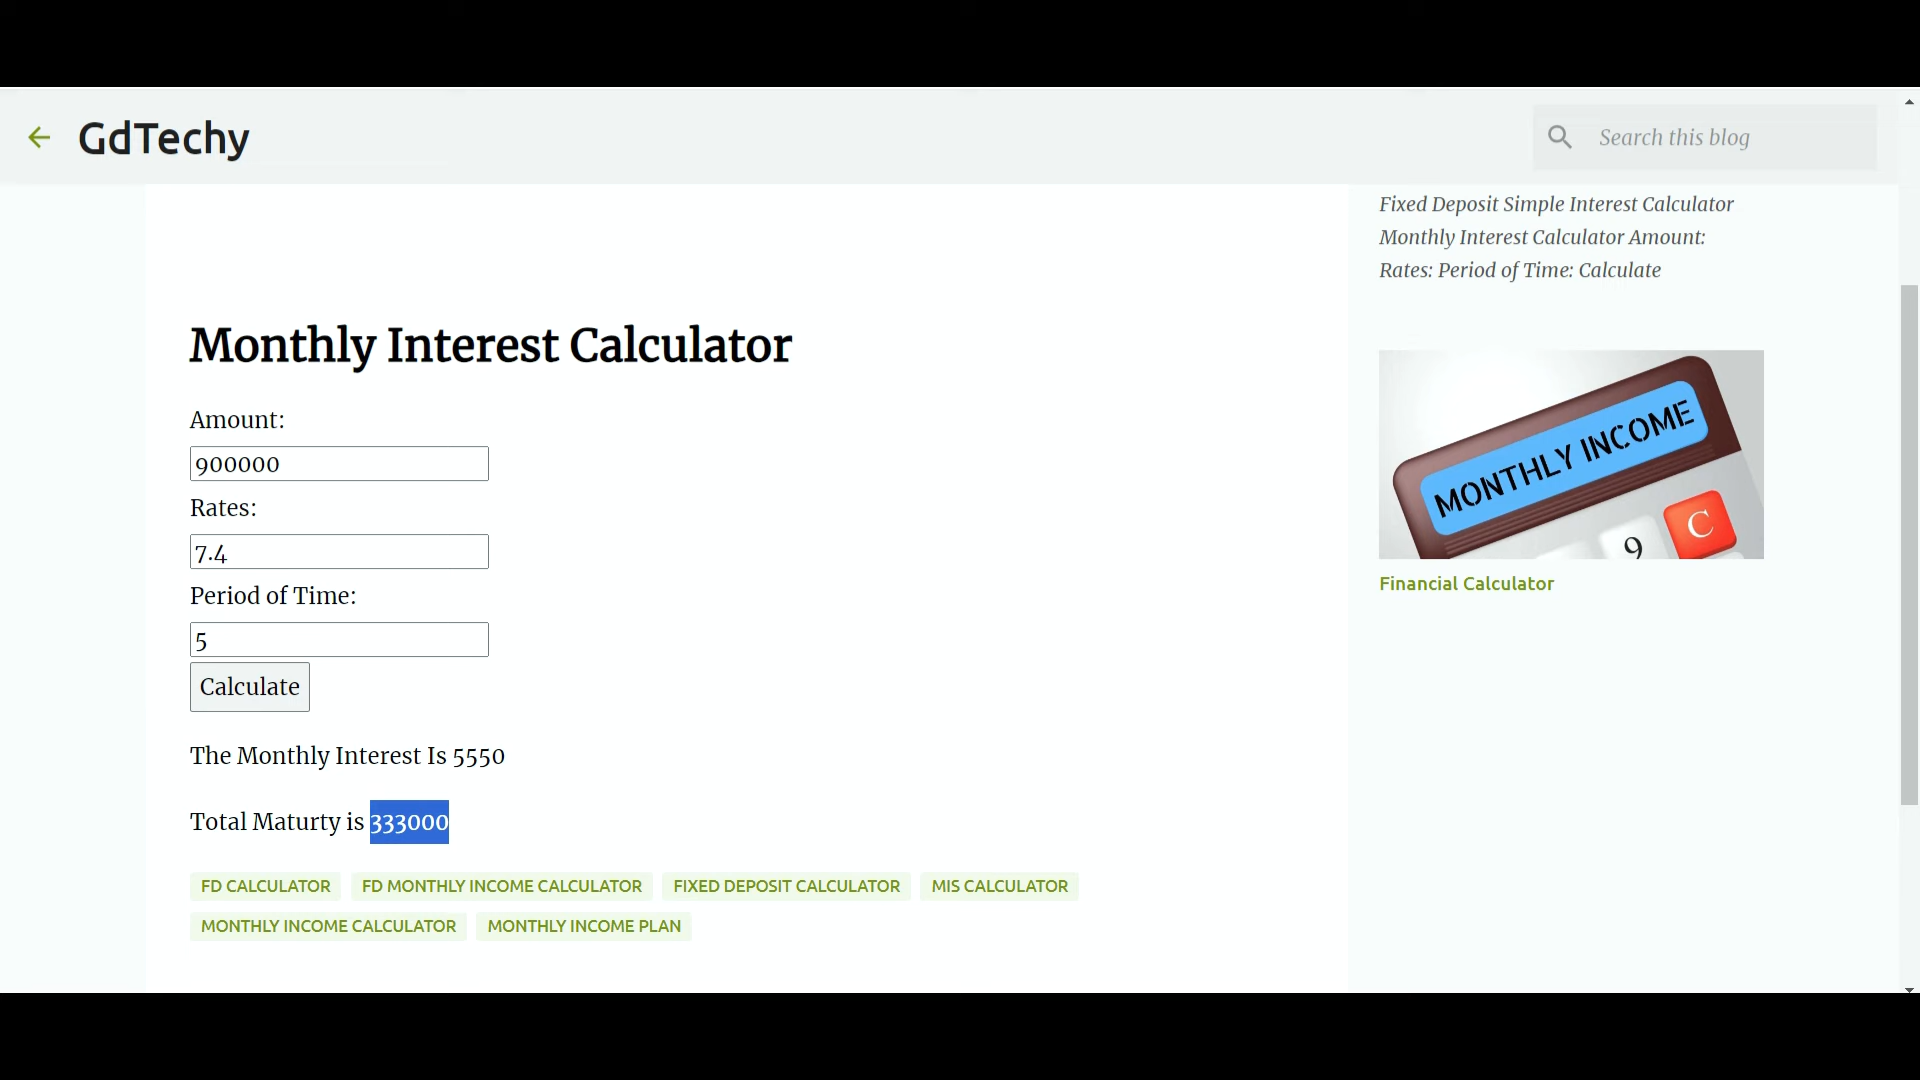 GdTechy
Search this blog
Fixed Deposit Simple Interest Calculator
Monthly Interest Calculator Amount:
Rates: Period of Time: Calculate
Monthly Interest Calculator
Amount:
900000
Rates:
7.4
Period of Time:
5
Calculate
The Monthly Interest Is 5550
Total Maturty is 333000
FD CALCULATOR FD MONTHLY INCOME CALCULATOR FIXED DEPOSIT CALCULATOR MIS CALCULATOR
MONTHLY INCOME CALCULATOR MONTHLY INCOME PLAN
MONTHLY INCOME
9 C
Financial Calculator